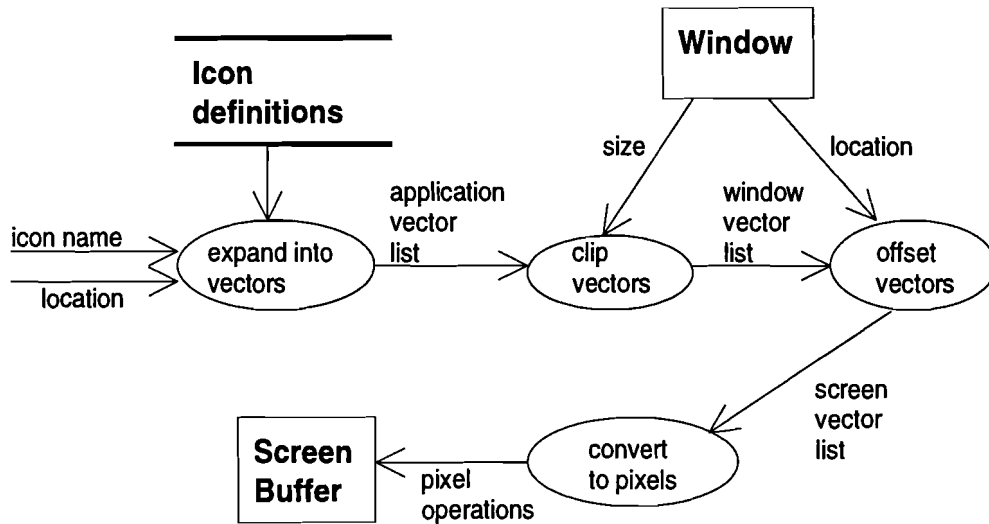 Icon
definitions
Window
size
location
application
vector
list
window
vector
list
icon name
location
expand into
vectors
clip
vectors
offset
vectors
screen
vector
list
convert
to pixels
pixel
operations
Screen
Buffer